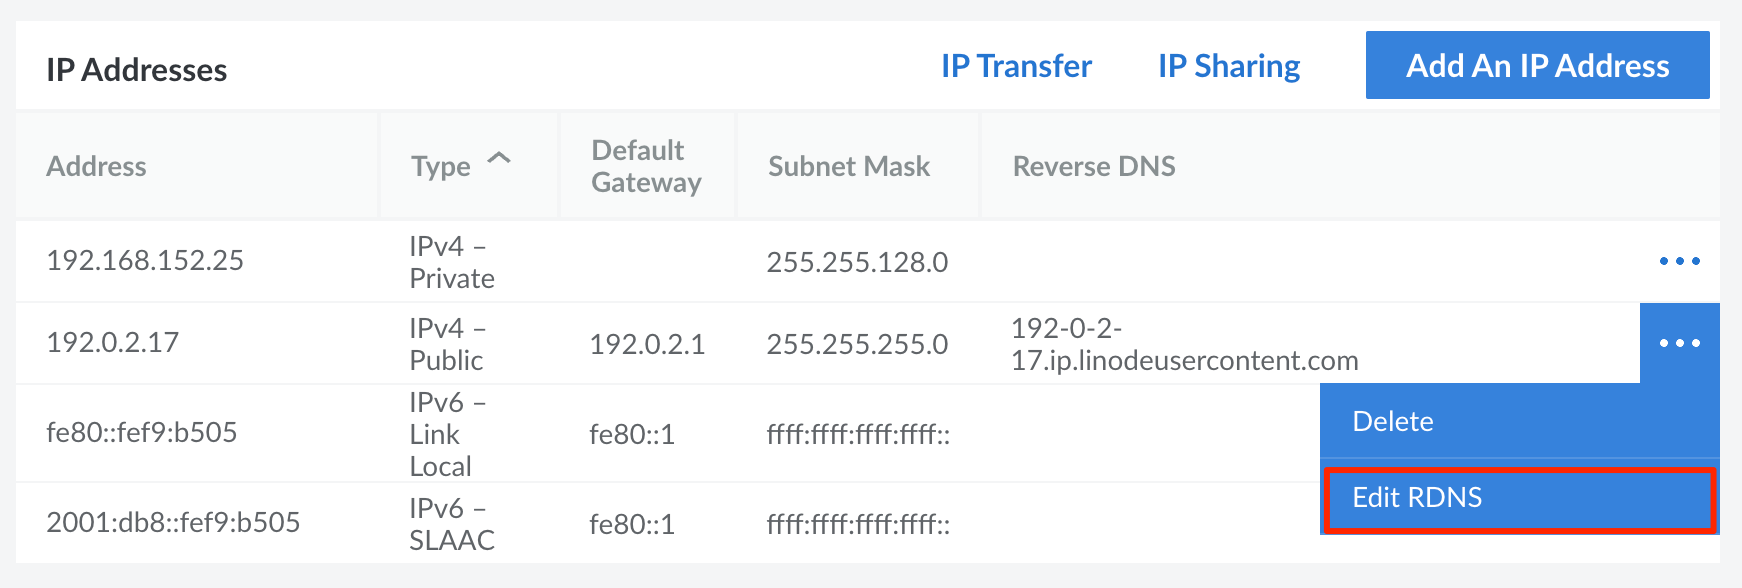 IP Addresses
IP Transfer
IP Sharing
Add An IP Address
Address
Type
Default
Gateway
Subnet Mask
Reverse DNS
192.168.152.25
IPv4 –
Private
255.255.128.0
192.0.2.17
IPv4 –
Public
192.0.2.1
255.255.255.0
192-0-2-
17.ip.linodeusercontent.com
fe80::fef9:b505
IPv6 –
Link
Local
fe80::1
ffff:ffff:ffff:ffff::
Delete
Edit RDNS
2001:db8::fef9:b505
IPv6 –
SLAAC
fe80::1
ffff:ffff:ffff:ffff::